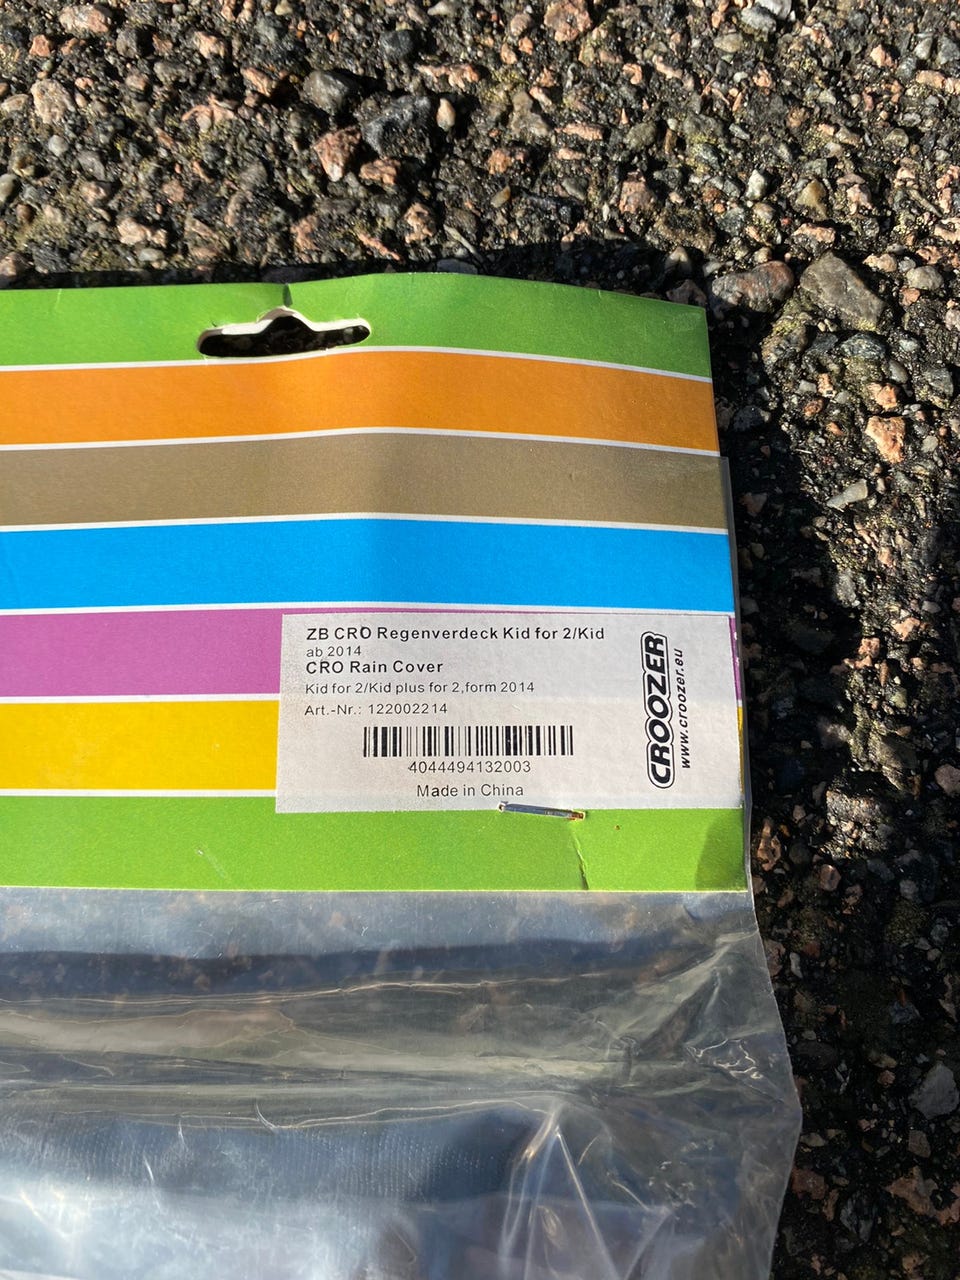 ZB CRO Regenverdeck Kid for 2/Kid
ab 2014
CRO Rain Cover
Kid for 2/Kid plus for 2,form 2014
Art.-Nr.: 122002214
4044494132003
Made in China
CROOZER
www.croozer.eu